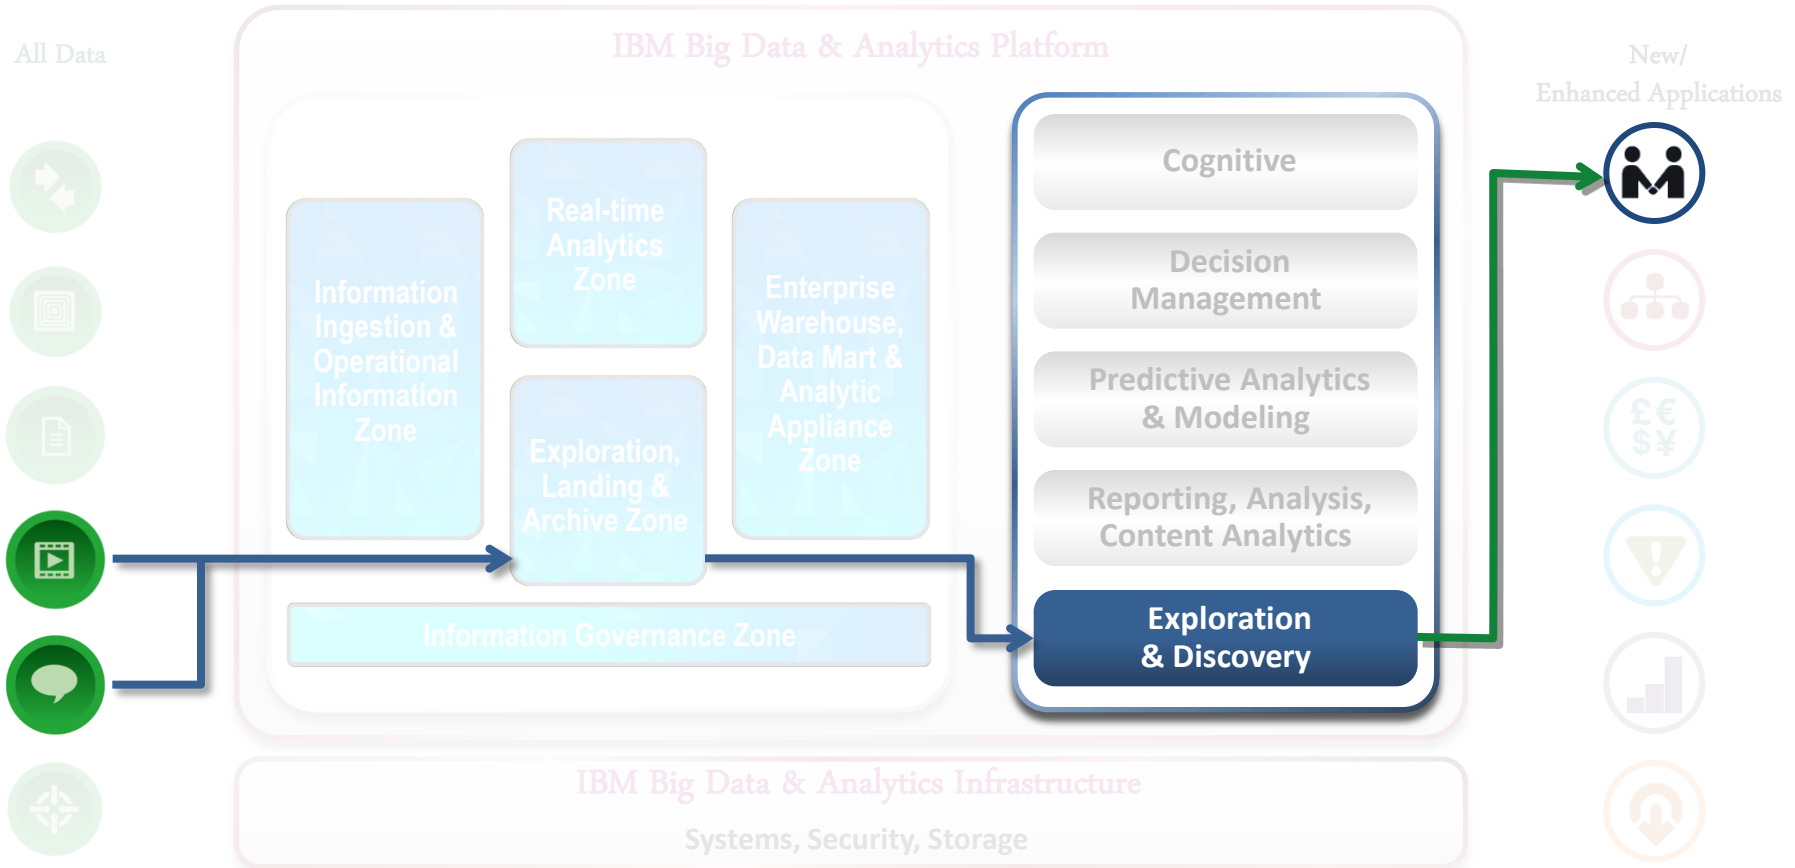 All Data
IBM Big Data & Analytics Platform
New/
Enhanced Applications
Information
Ingestion &
Operational
Information
Zone
Real-time
Analytics
Zone
Exploration,
Landing &
Archive Zone
Enterprise
Warehouse,
Data Mart &
Analytic
Appliance
Zone
Information Governance Zone
Cognitive
Decision
Management
Predictive Analytics
& Modeling
Reporting, Analysis,
Content Analytics
Exploration
& Discovery
£ €
$ ¥
!
IBM Big Data & Analytics Infrastructure
Systems, Security, Storage